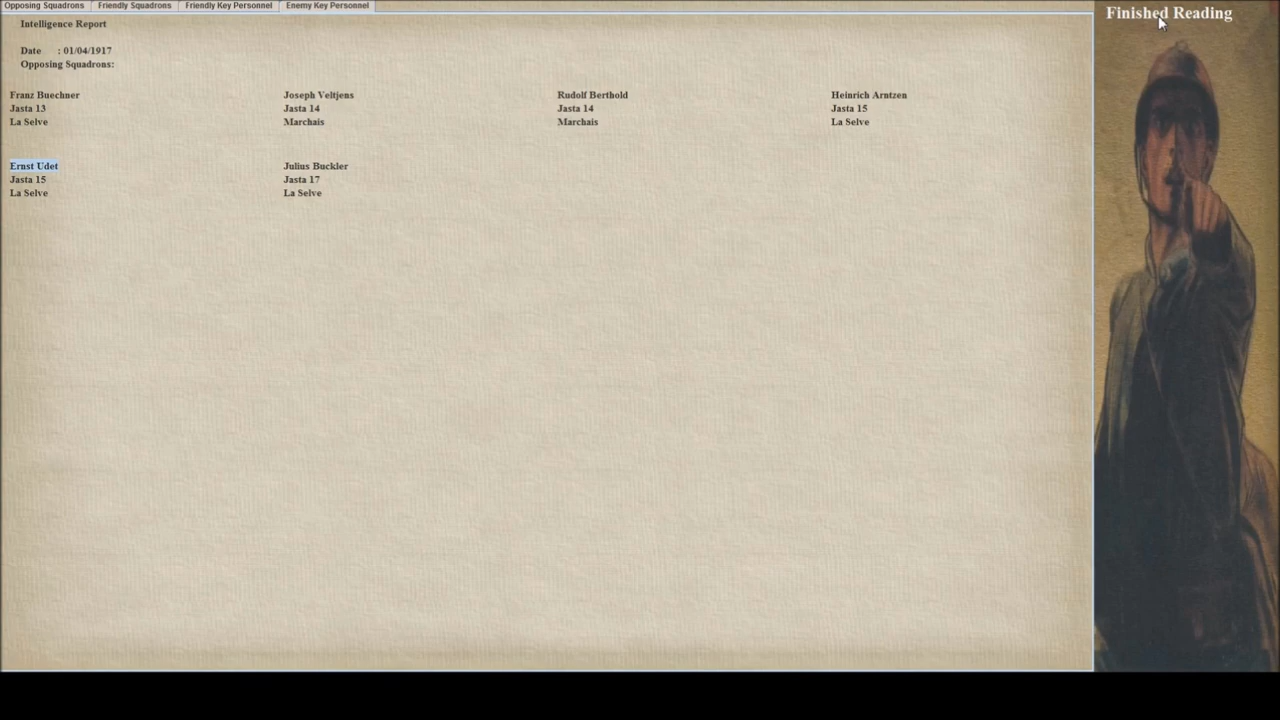 Opposing Squadrons Friendly Squadrons Friendly Key Personnel Enemy Key Personnel
Finished Reading
Intelligence Report
Date : 01/04/1917
Opposing Squadrons:
Franz Buechner
Jasta 13
La Selve
Joseph Veltjens
Jasta 14
Marchais
Rudolf Berthold
Jasta 14
Marchais
Heinrich Arntzen
Jasta 15
La Selve
Ernst Udet
Jasta 15
La Selve
Julius Buckler
Jasta 17
La Selve